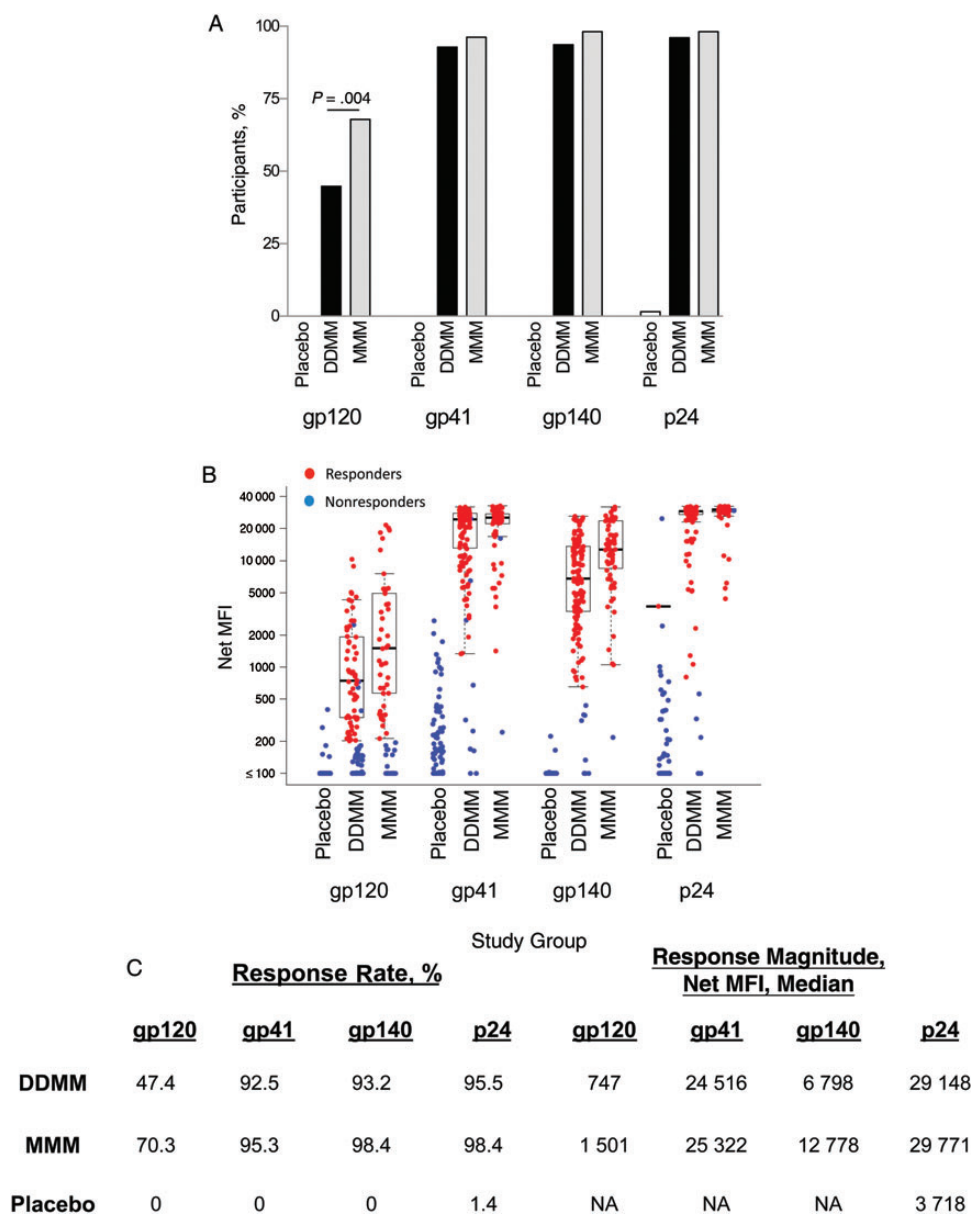 A
100
75
50
25
0
Participants, %
P = .004
Placebo DDMM MMM Placebo DDMM MMM Placebo DDMM MMM Placebo DDMM MMM
gp120 gp41 gp140 p24
B
Responders
Nonresponders
40 000
20 000
10 000
5000
2000
1000
500
200
≤ 100
Net MFI
Placebo DDMM MMM Placebo DDMM MMM Placebo DDMM MMM Placebo DDMM MMM
gp120 gp41 gp140 p24
Study Group
C
Response Rate, %
Response Magnitude,
Net MFI, Median
gp120 gp41 gp140 p24 gp120 gp41 gp140 p24
DDMM 47.4 92.5 93.2 95.5 747 24 516 6 798 29 148
MMM 70.3 95.3 98.4 98.4 1 501 25 322 12 778 29 771
Placebo 0 0 0 1.4 NA NA NA 3 718